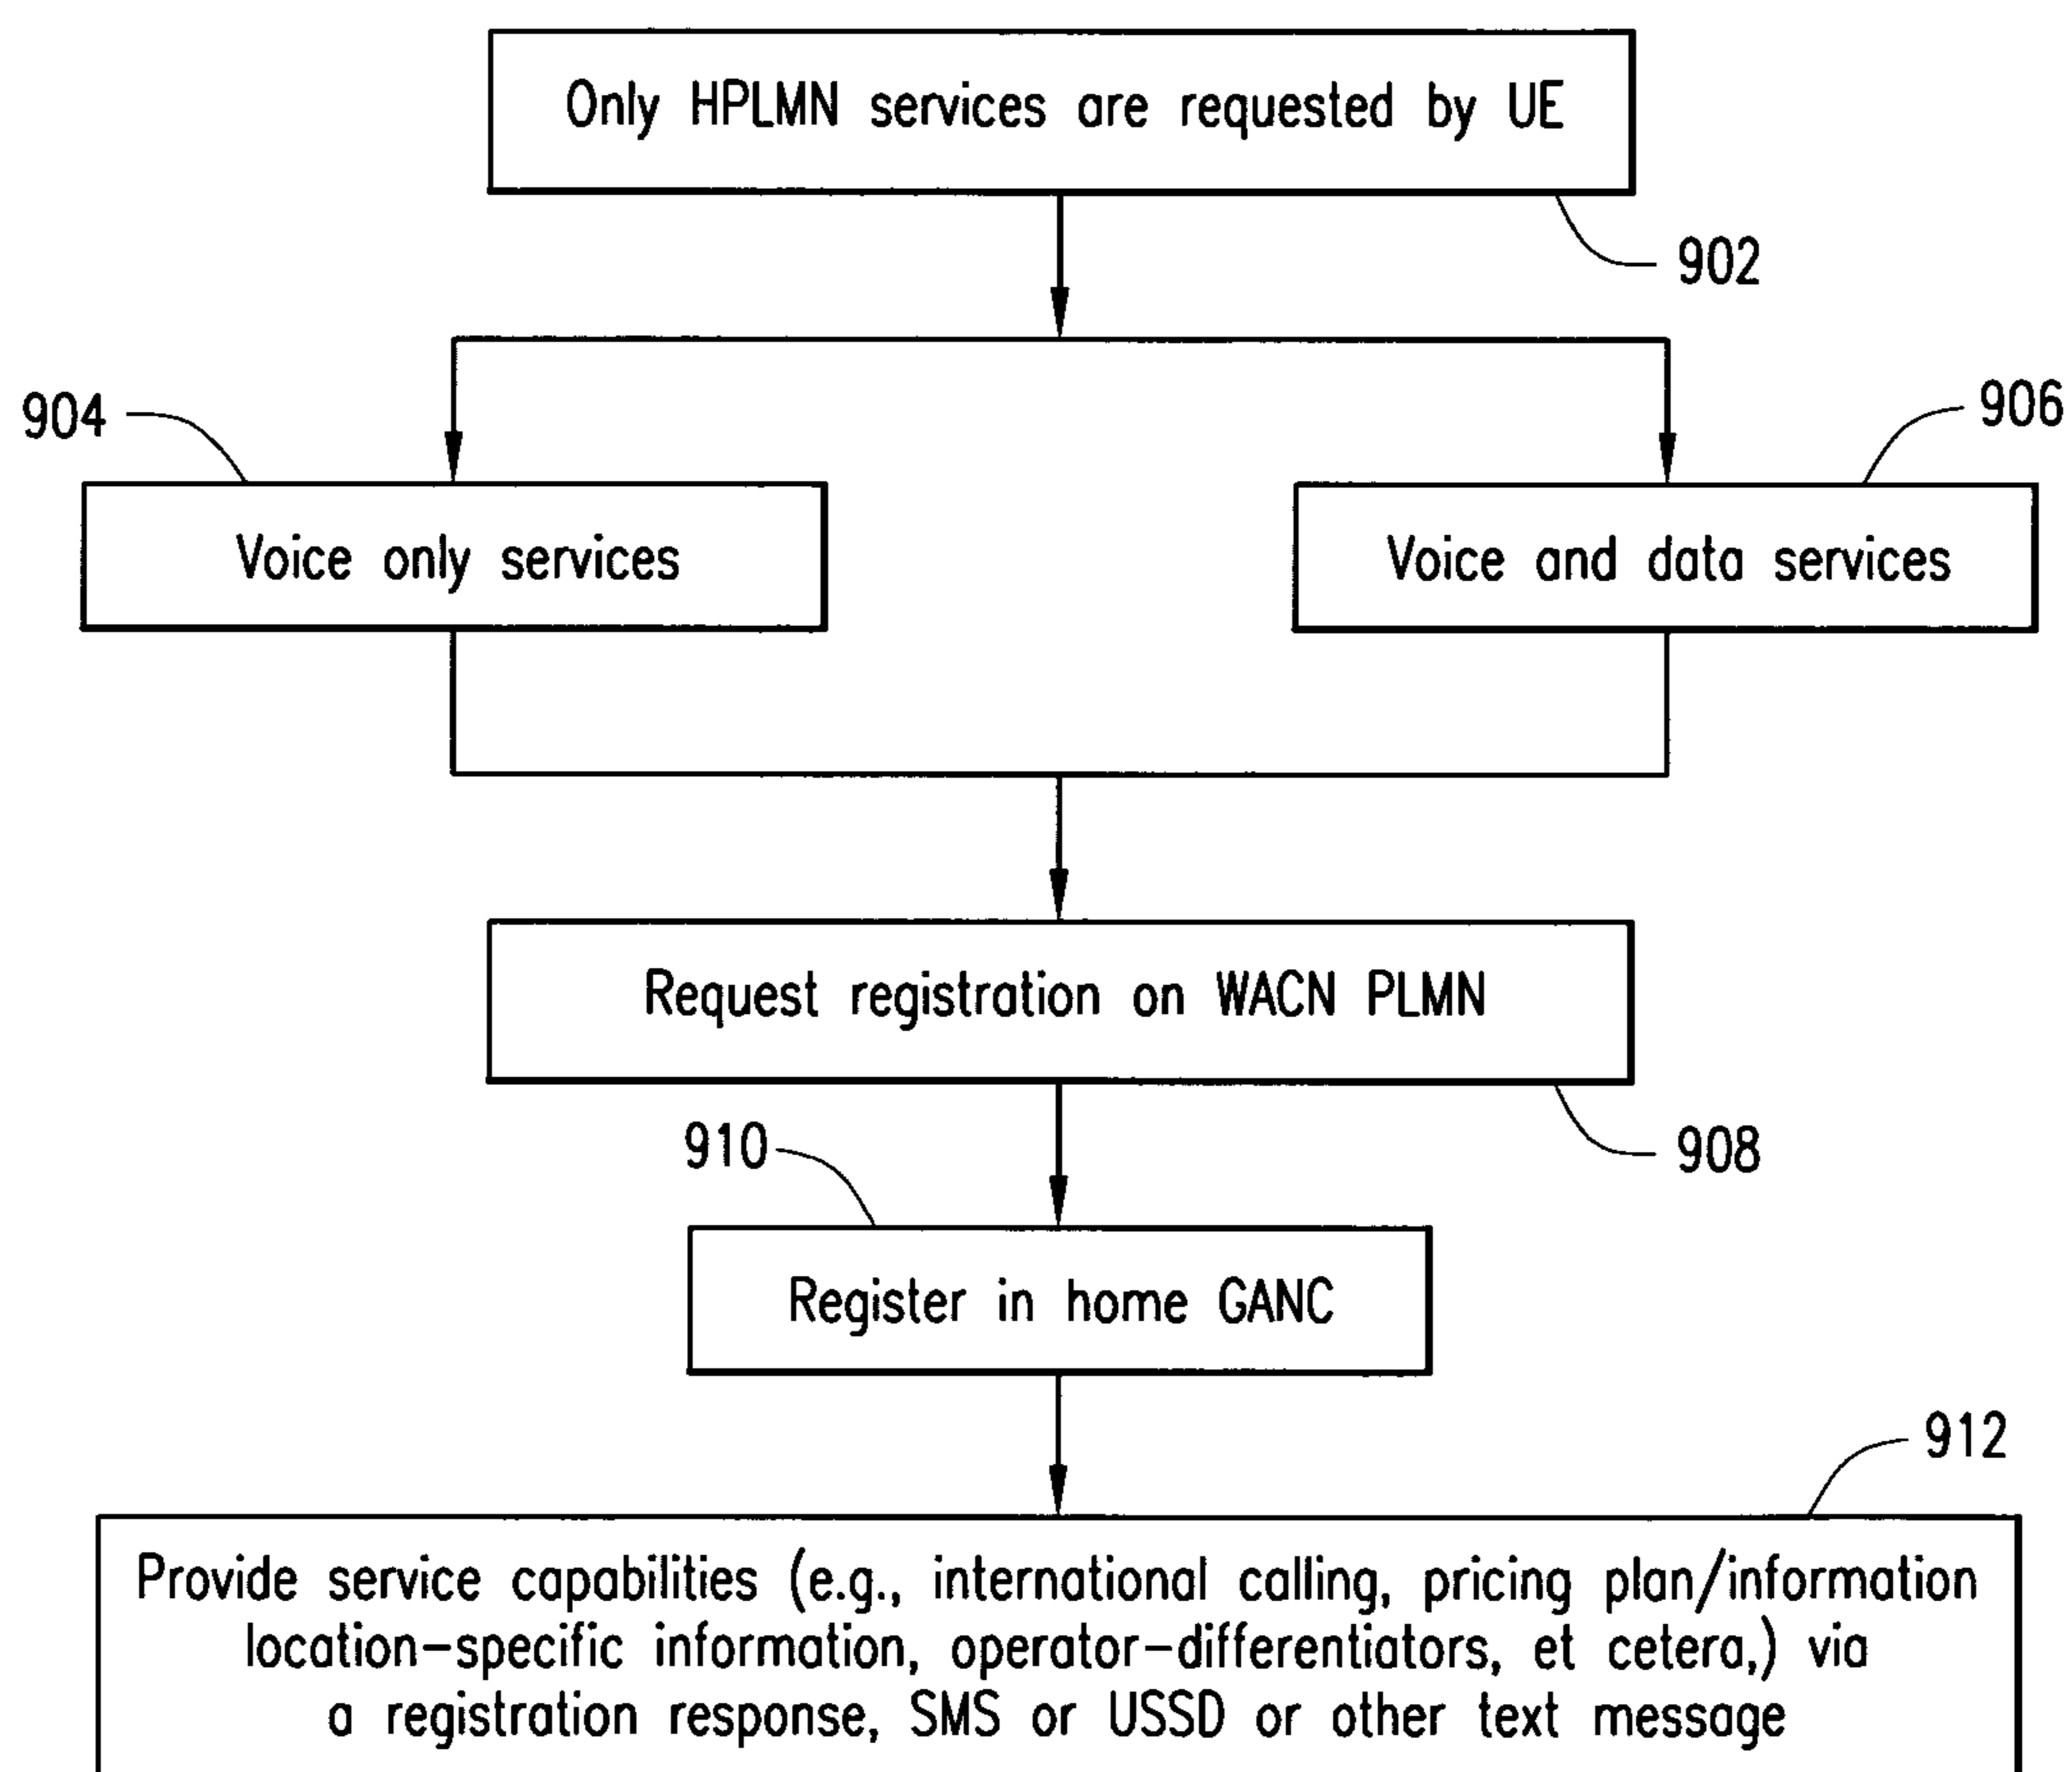 Only HPLMN services are requested by UE
902
904
906
Voice only services
Voice and data services
Request registration on WACN PLMN
908
910
Register in home GANC
912
Provide service capabilities (e.g., international calling, pricing plan/information
location-specific information, operator-differentiators, et cetera,) via
a registration response, SMS or USSD or other text message